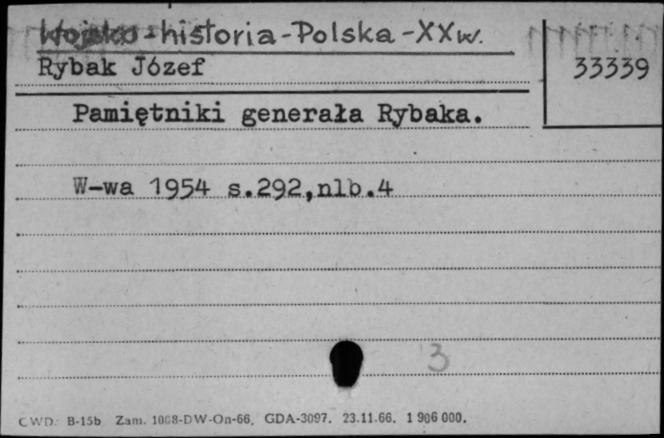 Wojsko-historia-Polska-XXw.
Rybak Józef
33339
Pamiętniki generała Rybaka.
W-wa 1954 s.292,nlb.4
3
CWD. B-15b Zam. 1008-DW-On-66. GDA-3097. 23.11.66. 1 906 000.